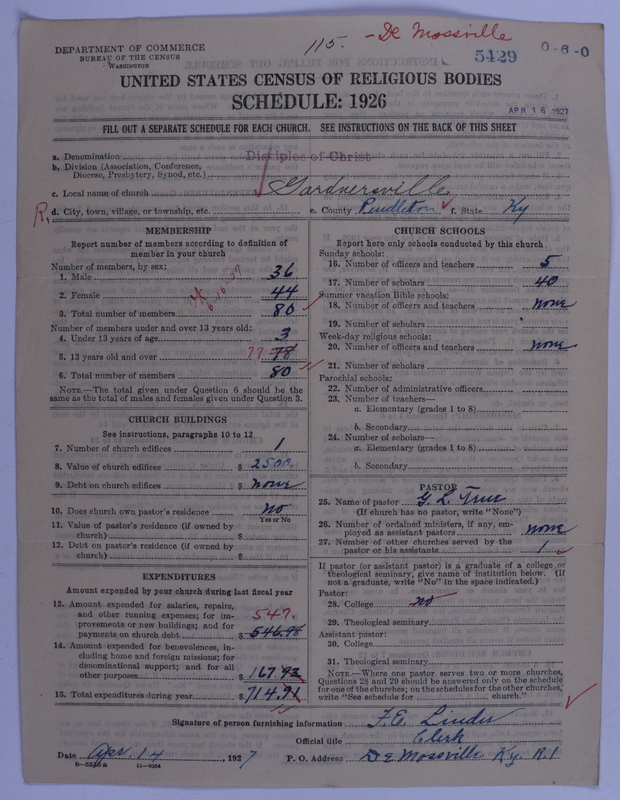 115. - De Mossville
DEPARTMENT OF COMMERCE
BUREAU OF THE CENSUS
WASHINGTON
5429
0-6-0
UNITED STATES CENSUS OF RELIGIOUS BODIES
SCHEDULE: 1926
APR 16 1927
FILL OUT A SEPARATE SCHEDULE FOR EACH CHURCH. SEE INSTRUCTIONS ON THE BACK OF THIS SHEET
a. Denomination Disciples of Christ
b. Division (Association, Conference, Diocese, Presbytery, Synod, etc.)
c. Local name of church Gardnersville
R. d. City, town, village, or township, etc. e. County Pendleton f. State Ky
MEMBERSHIP
Report number of members according to definition of
member in your church
Number of members, by sex:
1. Male 36
2. Female 44
3. Total number of members 80
Number of members under and over 13 years old:
4. Under 13 years of age 3
5. 13 years old and over 77 78
6. Total number of members 80
NOTE.—The total given under Question 6 should be the
same as the total of males and females given under Question 3.
CHURCH BUILDINGS
See instructions, paragraphs 10 to 12
7. Number of church edifices 1
8. Value of church edifices $ 2500.
9. Debt on church edifices $ none
10. Does church own pastor's residence no
Yes or No
11. Value of pastor's residence (if owned by
church) $
12. Debt on pastor's residence (if owned by
church) $
EXPENDITURES
Amount expended by your church during last fiscal year
13. Amount expended for salaries, repairs,
and other running expenses; for im-
provements or new buildings; and for
payments on church debt $ 547. 546.98
14. Amount expended for benevolences, in-
cluding home and foreign missions; for
denominational support; and for all
other purposes $ 167.93
15. Total expenditures during year $ 714.91
CHURCH SCHOOLS
Report here only schools conducted by this church
Sunday schools:
16. Number of officers and teachers 5
17. Number of scholars 40
Summer vacation Bible schools:
18. Number of officers and teachers none
19. Number of scholars
Week-day religious schools:
20. Number of officers and teachers none
21. Number of scholars
Parochial schools:
22. Number of administrative officers
23. Number of teachers—
a. Elementary (grades 1 to 8)
b. Secondary
24. Number of scholars—
a. Elementary (grades 1 to 8)
b. Secondary
PASTOR
25. Name of pastor G. L. True
(If church has no pastor, write "None")
26. Number of ordained ministers, if any, em-
ployed as assistant pastors none
27. Number of other churches served by the
pastor or his assistants 1
If pastor (or assistant pastor) is a graduate of a college or
theological seminary, give name of institution below. (If
not a graduate, write "No" in the space indicated.)
Pastor:
28. College no
29. Theological seminary
Assistant pastor:
30. College
31. Theological seminary
NOTE.—Where one pastor serves two or more churches,
Questions 28 and 29 should be answered only on the schedule
for one of the churches; on the schedules for the other churches,
write "See schedule for church."
Signature of person furnishing information F. E. Linder
Official title Clerk
Date Apr. 14, 1927 P. O. Address De Mossville Ky. R1
8-5515a 11-9024